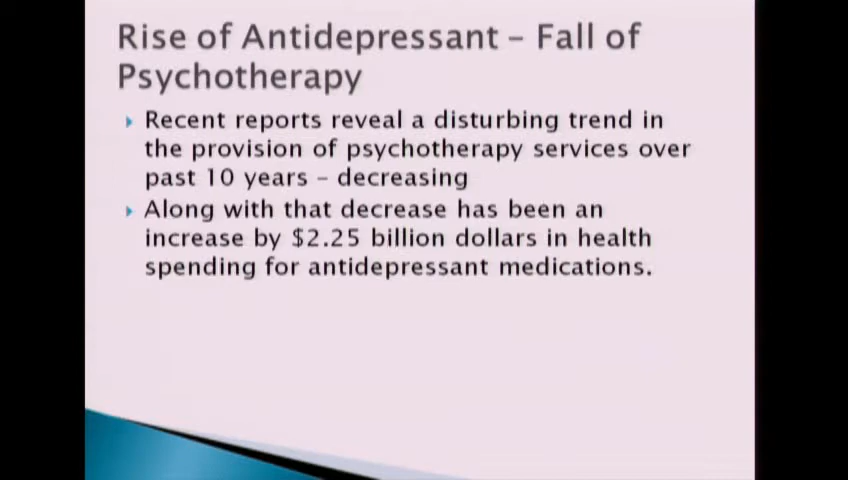 Rise of Antidepressant – Fall of
Psychotherapy
Recent reports reveal a disturbing trend in
the provision of psychotherapy services over
past 10 years – decreasing
Along with that decrease has been an
increase by $2.25 billion dollars in health
spending for antidepressant medications.